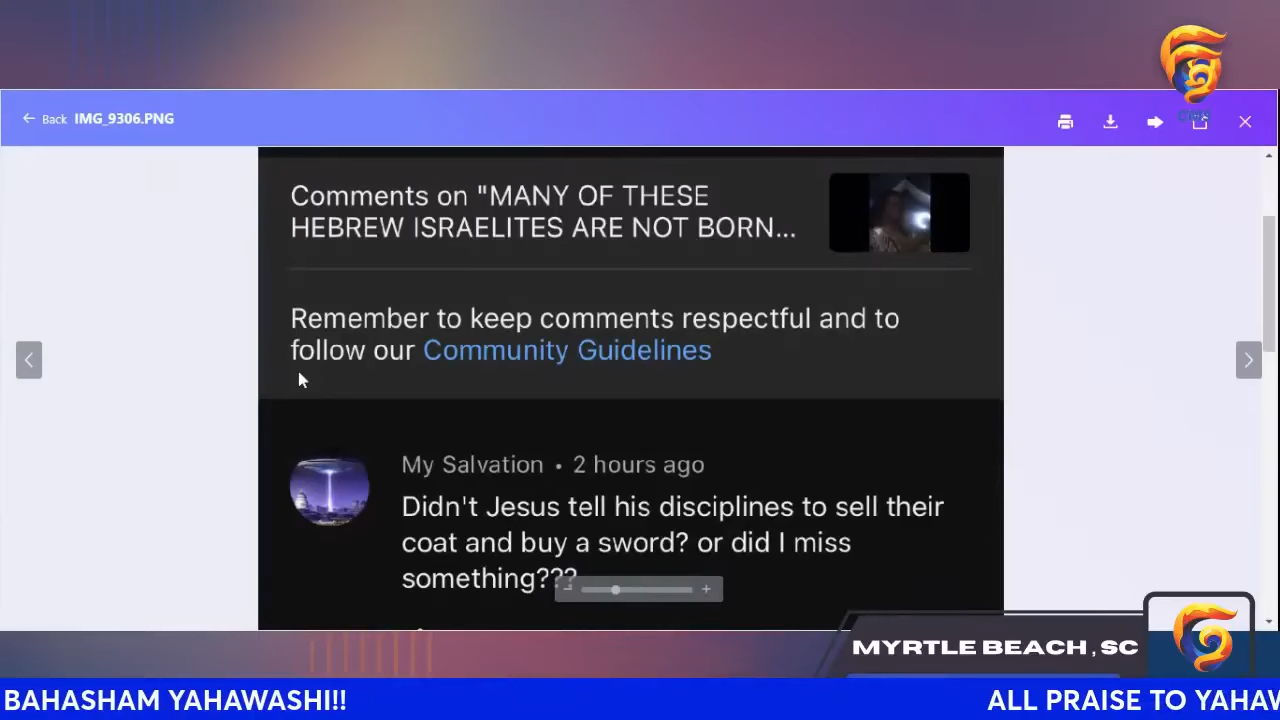 Back IMG_9306.PNG
Comments on "MANY OF THESE
HEBREW ISRAELITES ARE NOT BORN...
Remember to keep comments respectful and to
follow our Community Guidelines
My Salvation • 2 hours ago
Didn't Jesus tell his disciplines to sell their
coat and buy a sword? or did I miss
something???
MYRTLE BEACH, SC
BAHASHAM YAHAWASHI!! ALL PRAISE TO YAHAW